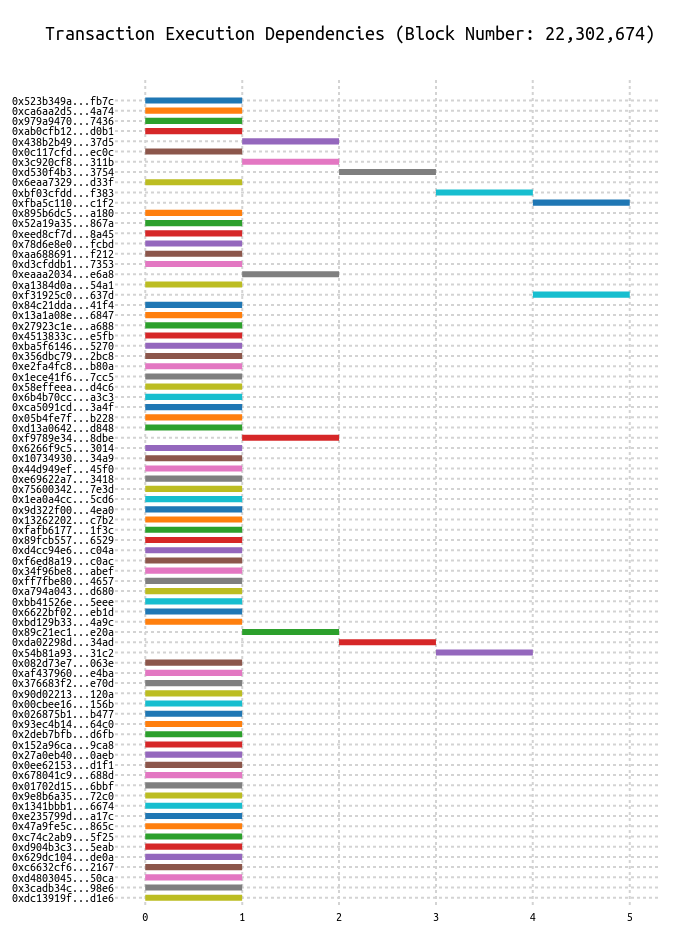 Transaction Execution Dependencies (Block Number: 22,302,674)
0x523b349a...fb7c
0xca6aa2d5...4a74
0x979a9470...7436
0xab0cfb12...d0b1
0x438b2b49...37d5
0x0c117cfd...ec0c
0x3c920cf8...311b
0xd530f4b3...3754
0x6eaa7329...d33f
0xbf03cfdd...f383
0xfba5c110...c1f2
0x895b6dc5...a180
0x52a19a35...867a
0xeed8cf7d...8a45
0x78d6e8e0...fcbd
0xaa688691...f212
0xd3cfddb1...7353
0xeaaa2034...e6a8
0xa1384d0a...54a1
0xf31925c0...637d
0x84c21dda...41f4
0x13a1a08e...6847
0x27923c1e...a688
0x4513833c...e5fb
0xba5f6146...5270
0x356dbc79...2bc8
0xe2fa4fc8...b80a
0x1ece41f6...7cc5
0x58effeea...d4c6
0x6b4b70cc...a3c3
0xca5091cd...3a4f
0x05b4fe7f...b228
0xd13a0642...d848
0xf9789e34...8dbe
0x6266f9c5...3014
0x10734930...34a9
0x44d949ef...45f0
0xe69622a7...3418
0x75600342...7e3d
0x1ea0a4cc...5cd6
0x9d322f00...4ea0
0x13262202...c7b2
0xfafb6177...1f3c
0x89fcb557...6529
0xd4cc94e6...c04a
0xf6ed8a19...c0ac
0x34f96be8...abef
0xff7fbe80...4657
0xa794a043...d680
0xbb41526e...5eee
0x6622bf02...eb1d
0xbd129b33...4a9c
0x89c21ec1...e20a
0xda02298d...34ad
0x54b81a93...31c2
0x082d73e7...063e
0xaf437960...e4ba
0x376683f2...e70d
0x90d02213...120a
0x00cbee16...156b
0x026875b1...b477
0x93ec4b14...64c0
0x2deb7bfb...d6fb
0x152a96ca...9ca8
0x27a0eb40...0aeb
0x0ee62153...d1f1
0x678041c9...688d
0x01702d15...6bbf
0x9e8b6a35...72c0
0x1341bbb1...6674
0xe235799d...a17c
0x47a9fe5c...865c
0xc74c2ab9...5f25
0xd904b3c3...5eab
0x629dc104...de0a
0xc6632cf6...2167
0xd4803045...50ca
0x3cadb34c...98e6
0xdc13919f...d1e6
0 1 2 3 4 5